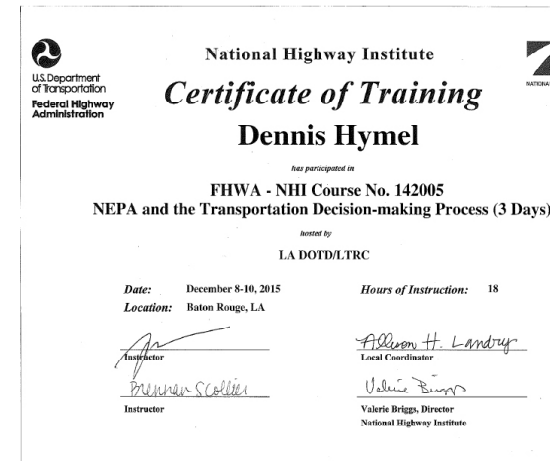 National Highway Institute
U.S. Department
of Transportation
Federal Highway
Administration
NATIONA
Certificate of Training
Dennis Hymel
has participated in
FHWA - NHI Course No. 142005
NEPA and the Transportation Decision-making Process (3 Days)
hosted by
LA DOTD/LTRC
Date: December 8-10, 2015
Hours of Instruction: 18
Location: Baton Rouge, LA
Instructor
Allison H. Landry
Local Coordinator
Brennan Scollier
Instructor
Valerie Briggs
Valerie Briggs, Director
National Highway Institute